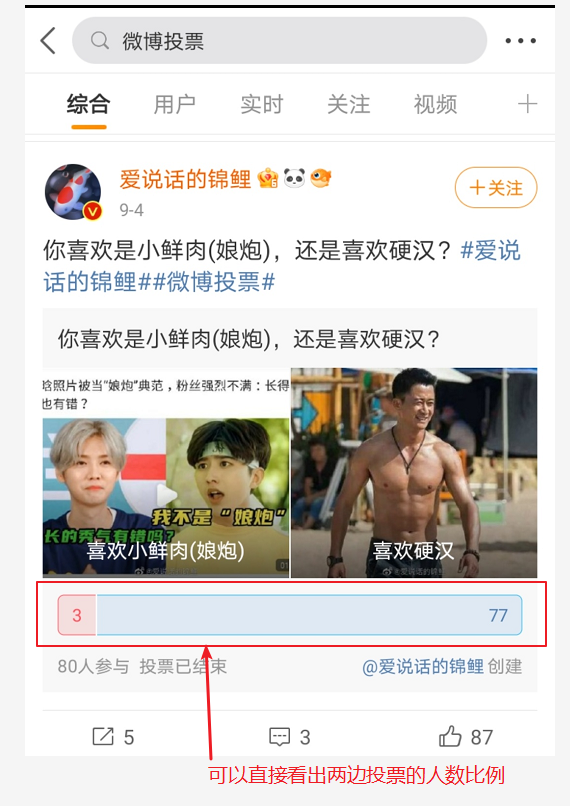 微博投票
综合 用户 实时 关注 视频
爱说话的锦鲤
9-4
+关注
你喜欢是小鲜肉(娘炮)，还是喜欢硬汉？#爱说
话的锦鲤##微博投票#
你喜欢是小鲜肉(娘炮)，还是喜欢硬汉？
照片被当“娘炮”典范，粉丝强烈不满：长得
也有错？
我不是“娘炮”
长的秀气有错吗？
喜欢小鲜肉(娘炮)
01
喜欢硬汉
3 77
80人参与 投票已结束 @爱说话的锦鲤 创建
5 3 87
可以直接看出两边投票的人数比例